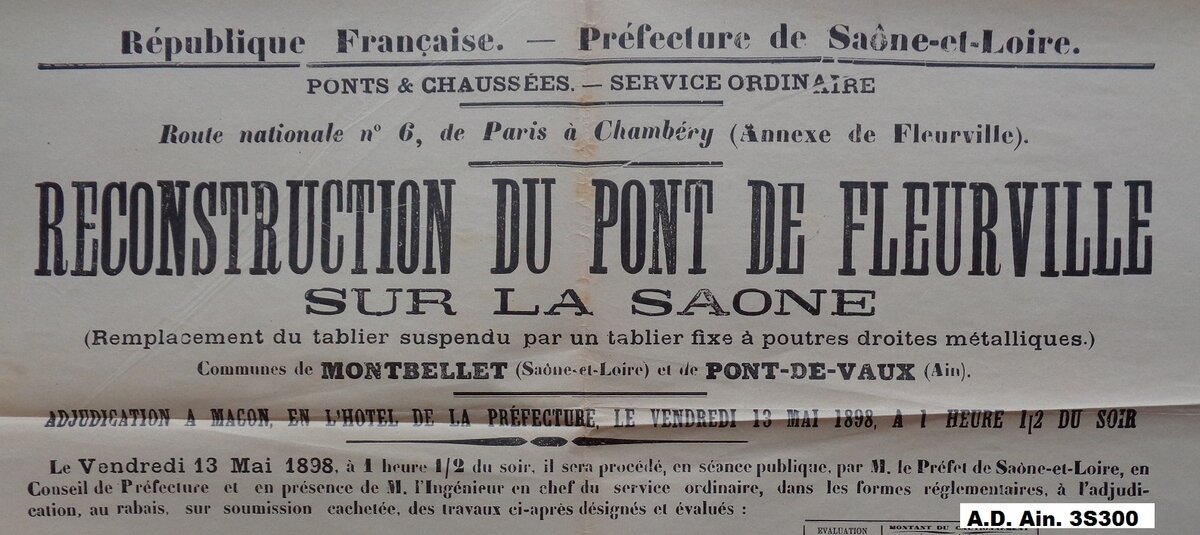 République Française. — Préfecture de Saône-et-Loire.
PONTS & CHAUSSÉES. — SERVICE ORDINAIRE
Route nationale nº 6, de Paris à Chambéry (Annexe de Fleurville).
RECONSTRUCTION DU PONT DE FLEURVILLE
SUR LA SAONE
(Remplacement du tablier suspendu par un tablier fixe à poutres droites métalliques.)
Communes de MONTBELLET (Saône-et-Loire) et de PONT-DE-VAUX (Ain).
ADJUDICATION A MACON, EN L'HOTEL DE LA PRÉFECTURE, LE VENDREDI 13 MAI 1898, A 1 HEURE 1/2 DU SOIR
Le Vendredi 13 Mai 1898, à 1 heure 1/2 du soir, il sera procédé, en séance publique, par M. le Préfet de Saône-et-Loire, en
Conseil de Préfecture et en présence de M. l'Ingénieur en chef du service ordinaire, dans les formes réglementaires, à l'adjudi-
cation, au rabais, sur soumission cachetée, des travaux ci-après désignés et évalués :
EVALUATION MONTANT DU CAUTIONNEMENT
A.D. Ain. 3S300